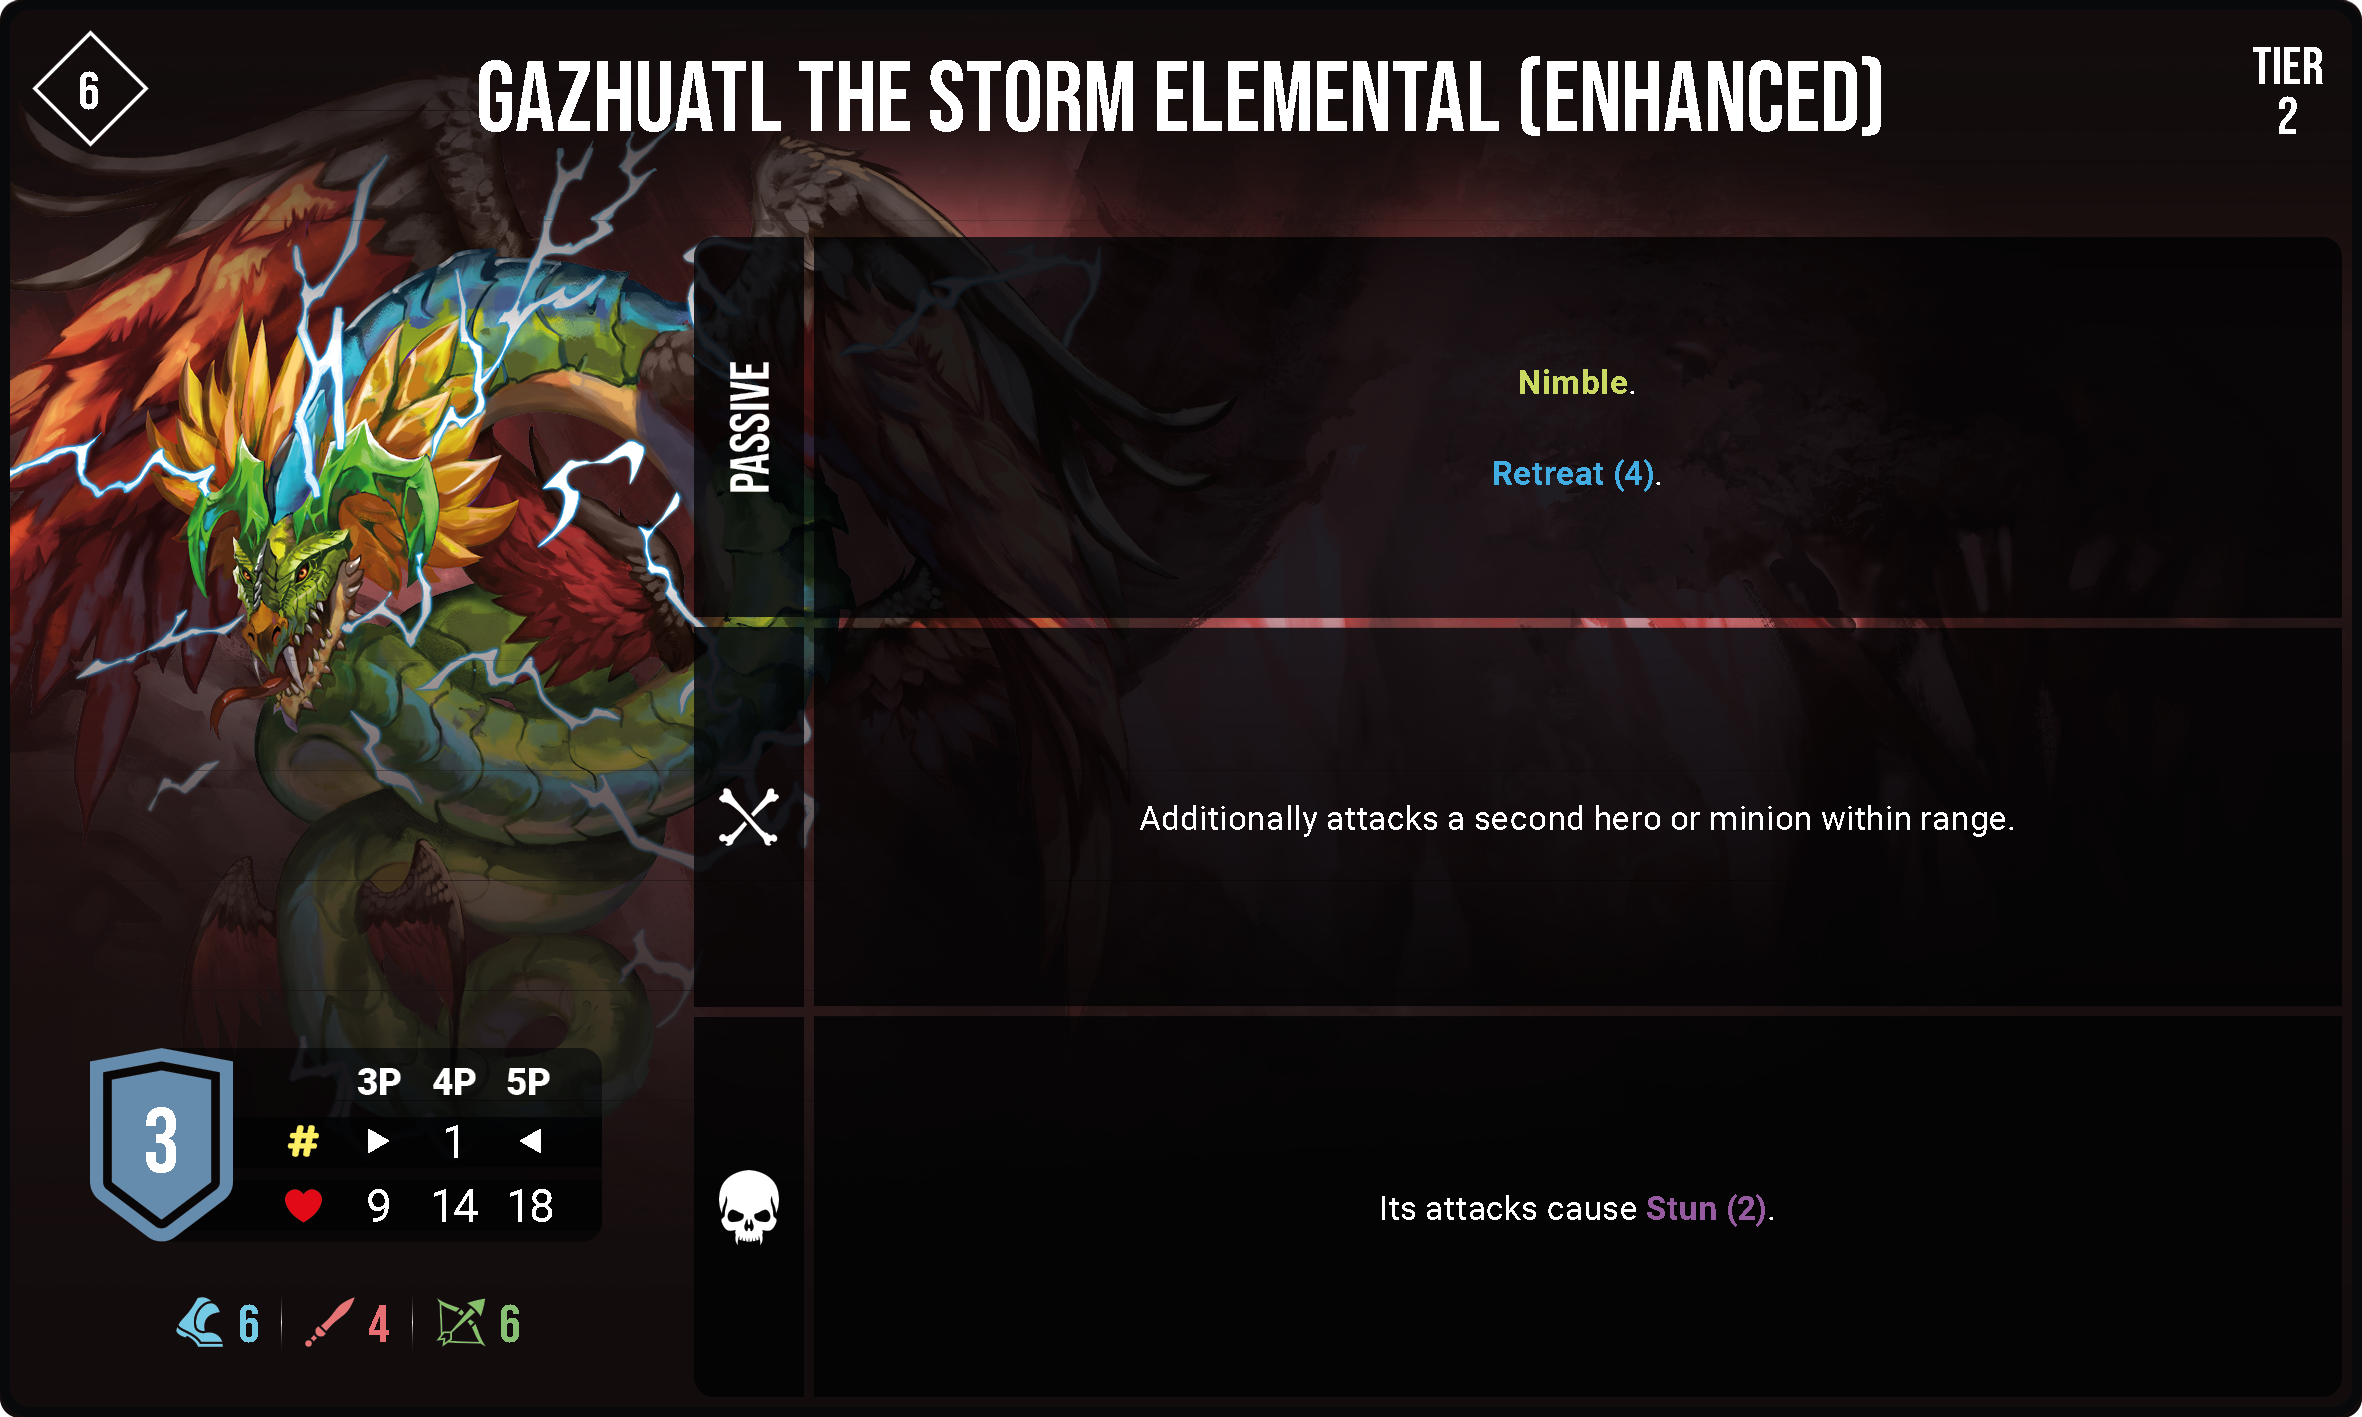 6
GAZHUATL THE STORM ELEMENTAL (ENHANCED)
TIER
2
PASSIVE
Nimble.
Retreat (4).
Additionally attacks a second hero or minion within range.
Its attacks cause Stun (2).
3
3P 4P 5P
# ▶ 1 ◀
9 14 18
6 4 6